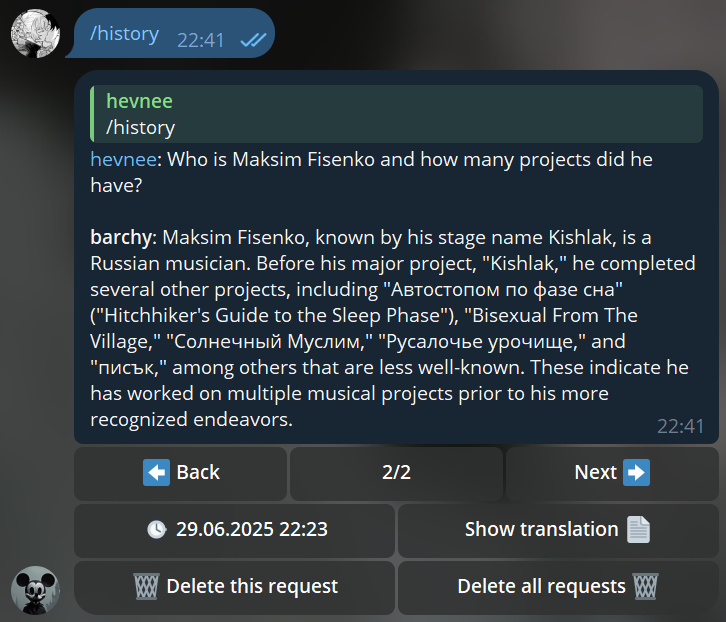 /history 22:41
hevnee
/history
hevnee: Who is Maksim Fisenko and how many projects did he
have?
barchy: Maksim Fisenko, known by his stage name Kishlak, is a
Russian musician. Before his major project, "Kishlak," he completed
several other projects, including "Автостопом по фазе сна"
("Hitchhiker's Guide to the Sleep Phase"), "Bisexual From The
Village," "Солнечный Муслим," "Русалочье урочище," and
"писък," among others that are less well-known. These indicate he
has worked on multiple musical projects prior to his more
recognized endeavors.
22:41
Back 2/2 Next
29.06.2025 22:23 Show translation
Delete this request Delete all requests